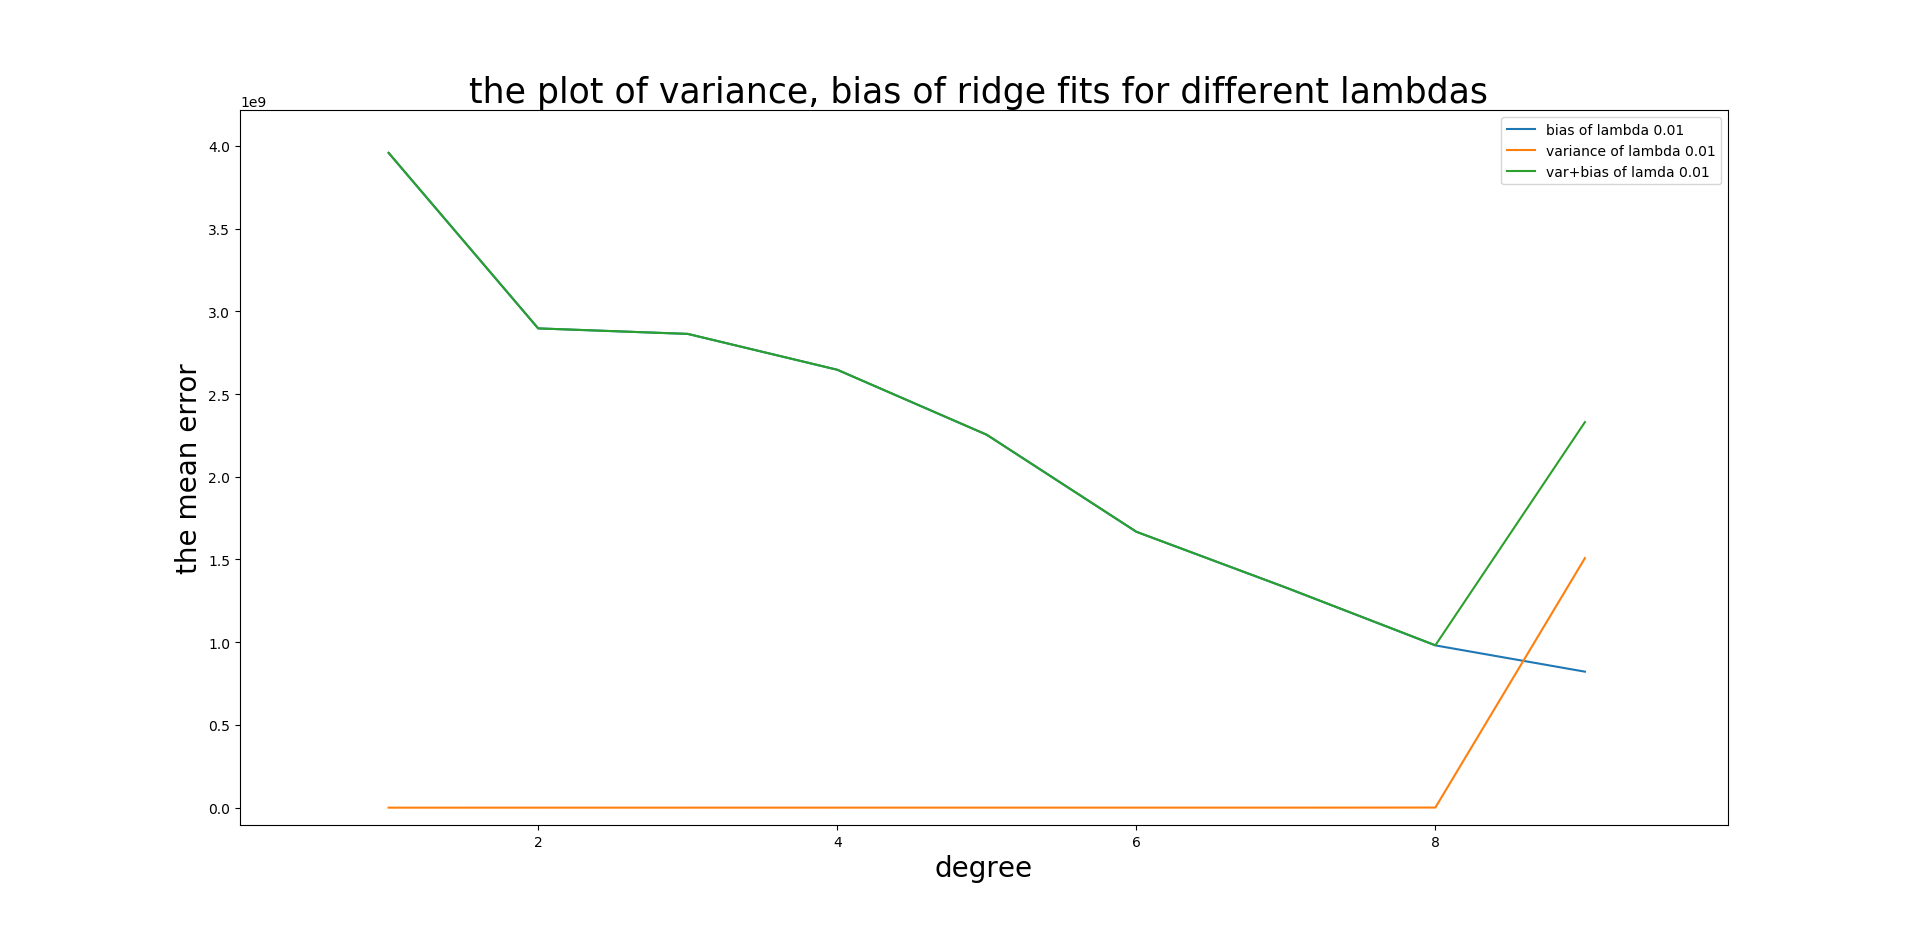 the plot of variance, bias of ridge fits for different lambdas
1e9
bias of lambda 0.01
variance of lambda 0.01
var+bias of lamda 0.01
4.0
3.5
3.0
2.5
2.0
1.5
1.0
0.5
0.0
the mean error
2 4 6 8
degree